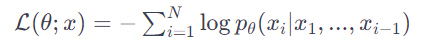 ℒ(θ; x) = − ∑_{i=1}^{N} log p_θ(x_i|x_1, ..., x_{i−1})